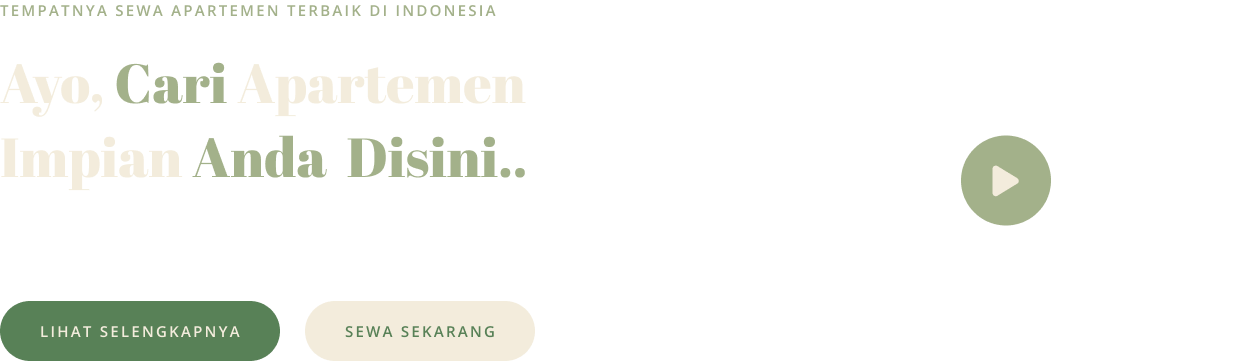 TEMPATNYA SEWA APARTEMEN TERBAIK DI INDONESIA
Ayo, Cari Apartemen
Impian Anda Disini..
LIHAT SELENGKAPNYA
SEWA SEKARANG